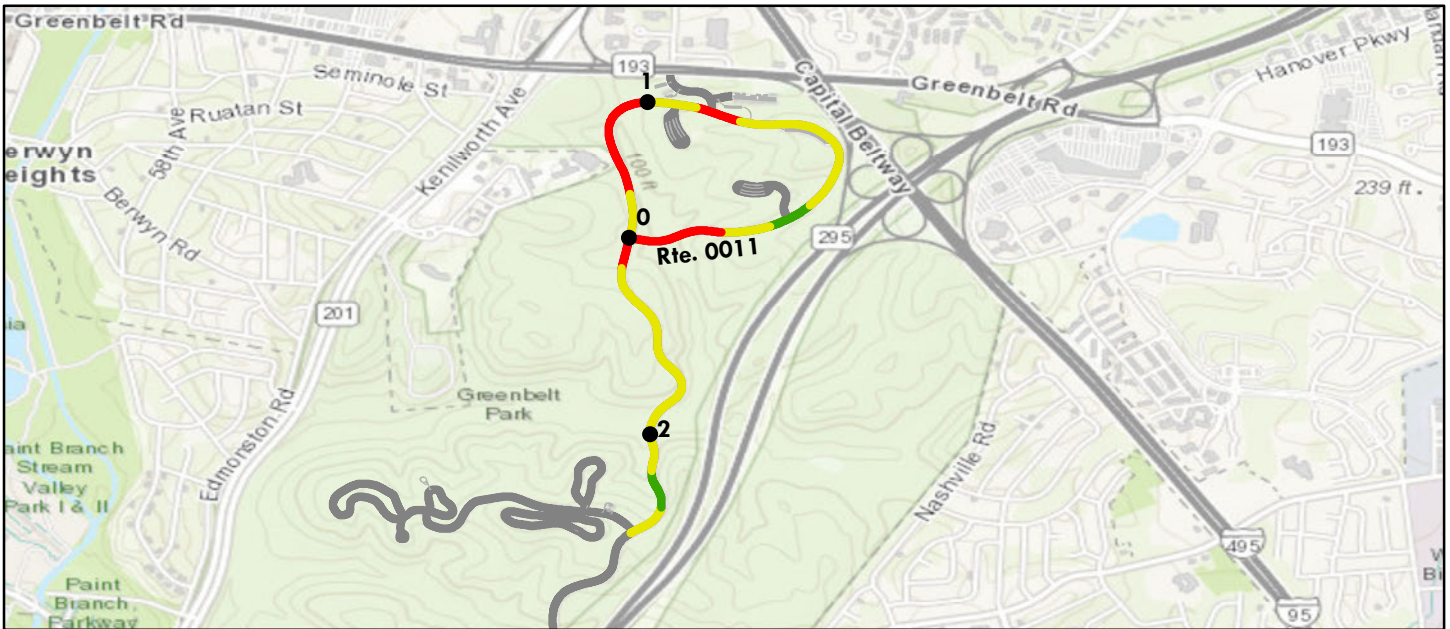 Greenbelt Rd
Seminole St
193
Capital Beltway
Greenbelt Rd
Hanover Pkwy
1
Ruatan St
58th Ave
Kenilworth Ave
erwyn
eights
100 ft
193
239 ft.
Berwyn Rd
0
Rte. 0011
295
201
Greenbelt
Park
2
Edmonston Rd
aint Branch
Stream
Valley
Park I & II
Nashville Rd
495
Paint
Branch
Parkway
95